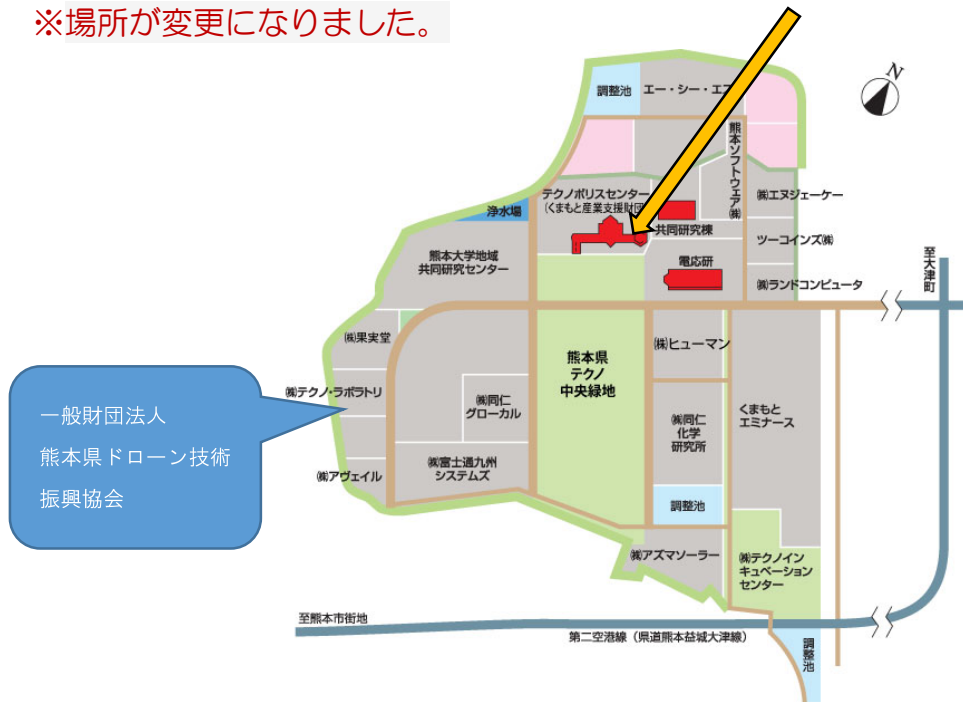 ※場所が変更になりました。
N
調整池
エー・シー・エス
熊本ソフトウェア㈱
テクノポリスセンター
(くまもと産業支援財団)
㈱エヌジェーケー
浄水場
共同研究棟
ツーコインズ㈱
熊本大学地域
共同研究センター
電応研
㈱ランドコンピュータ
至大津町
㈱果実堂
㈱ヒューマン
熊本県
テクノ
中央緑地
㈱テクノ・ラボラトリ
㈱同仁
グローカル
くまもと
エミナース
㈱同仁
化学
研究所
一般財団法人
熊本県ドローン技術
振興協会
㈱アヴェイル
㈱富士通九州
システムズ
調整池
㈱アズマソーラー
㈱テクノイン
キュベーション
センター
至熊本市街地
第二空港線（県道熊本益城大津線）
調整池